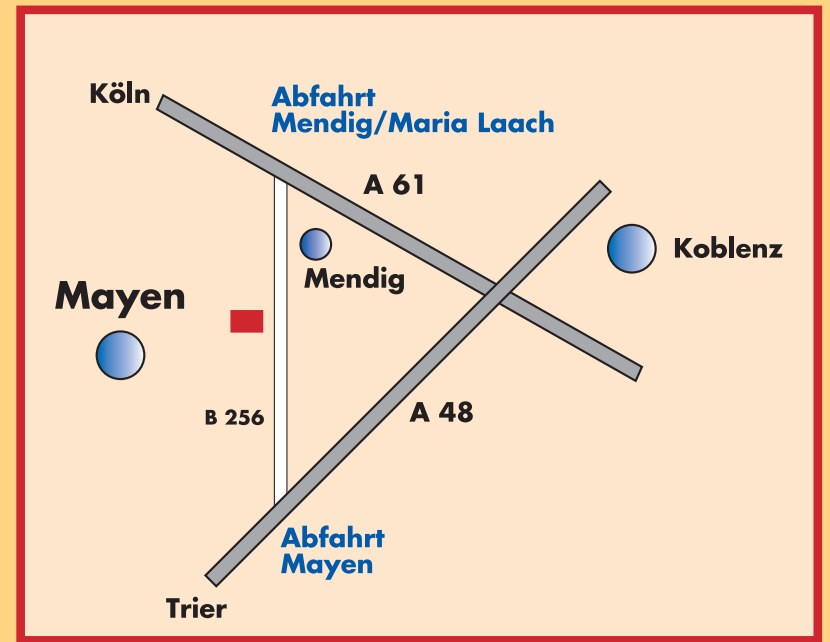 Köln
Abfahrt
Mendig/Maria Laach
A 61
Koblenz
Mendig
Mayen
B 256
A 48
Abfahrt
Mayen
Trier